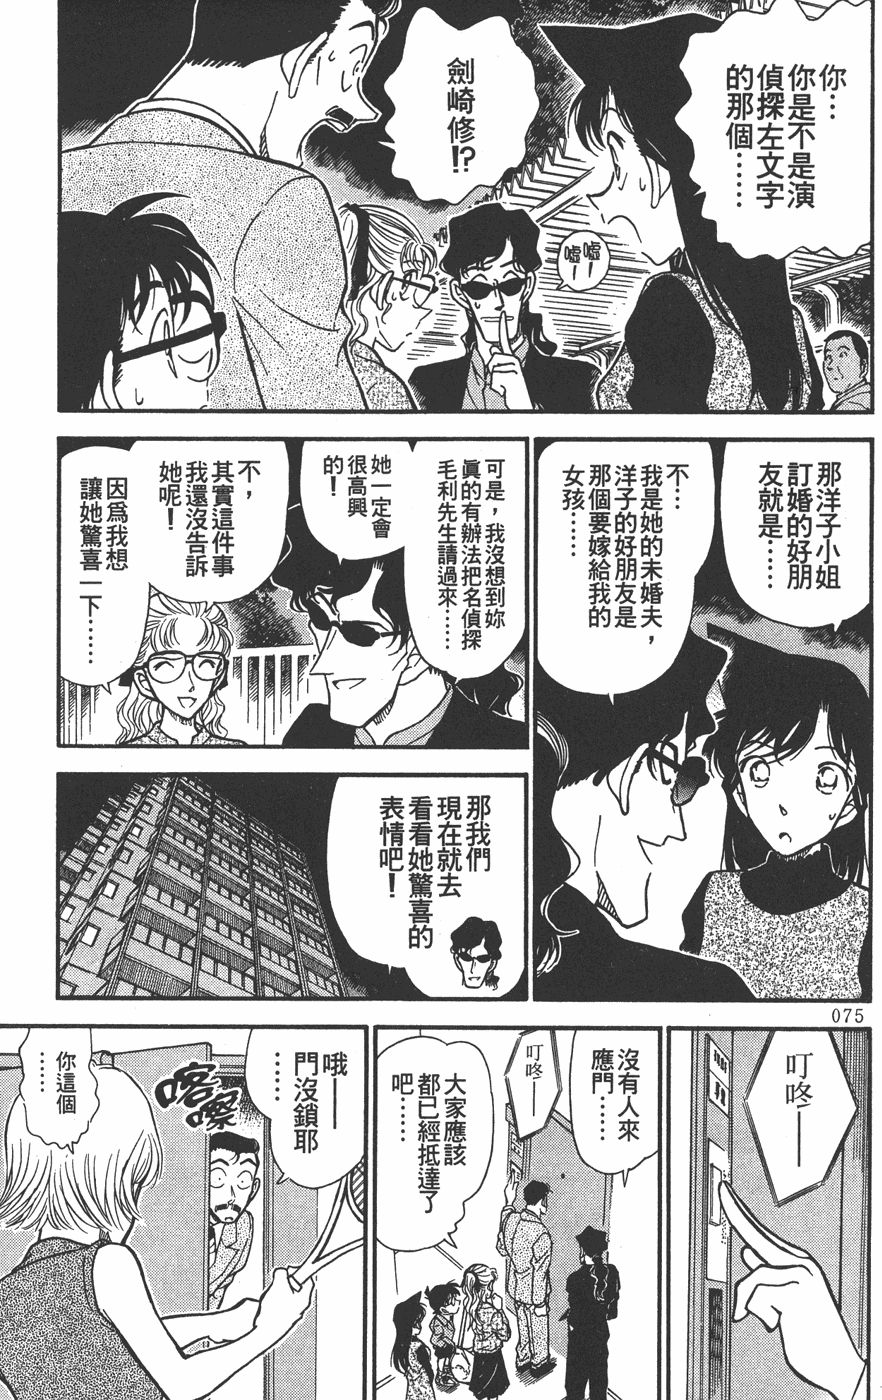 你…
你是不是演
偵探左文字
的那個……
劍崎修!?
噓
噓
那洋子小姐
訂婚的好朋
友就是……
不…
我是她的未婚夫，
洋子的好朋友是
那個要嫁給我的
女孩……
可是，我沒想到妳
真的有辦法把名偵探
毛利先生請過來……
她一定會
很高興
的！
不，
其實這件事
我還沒告訴
她呢！
因為我想
讓她驚喜一
下……
那我們
現在就去
看看她驚喜的
表情吧！
075
叮咚——
沒有人來
應門……
叮咚——
大家應該
都已經抵達了
吧……
哦——
門沒鎖耶
……
喀嚓
你這個
……